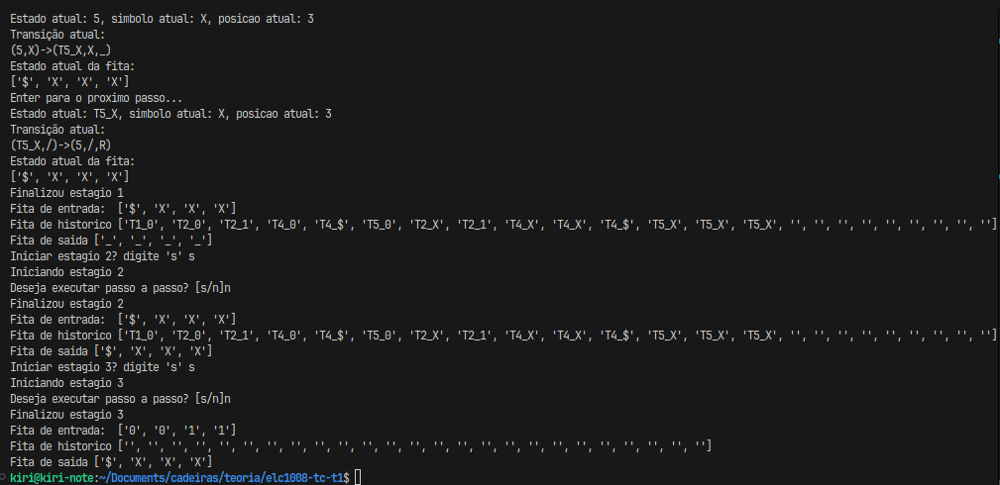 Estado atual: 5, simbolo atual: X, posicao atual: 3
Transição atual:
(5,X)->(T5_X,X,_)
Estado atual da fita:
['$', 'X', 'X', 'X']
Enter para o proximo passo...
Estado atual: T5_X, simbolo atual: X, posicao atual: 3
Transição atual:
(T5_X,/)->(5,/,R)
Estado atual da fita:
['$', 'X', 'X', 'X']
Finalizou estagio 1
Fita de entrada:  ['$', 'X', 'X', 'X']
Fita de historico ['T1_0', 'T2_0', 'T2_1', 'T4_0', 'T4_$', 'T5_0', 'T2_X', 'T2_1', 'T4_X', 'T4_X', 'T4_$', 'T5_X', 'T5_X', 'T5_X', '', '', '', '', '', '', '', '', '']
Fita de saida ['_', '_', '_', '_']
Iniciar estagio 2? digite 's' s
Iniciando estagio 2
Deseja executar passo a passo? [s/n]n
Finalizou estagio 2
Fita de entrada:  ['$', 'X', 'X', 'X']
Fita de historico ['T1_0', 'T2_0', 'T2_1', 'T4_0', 'T4_$', 'T5_0', 'T2_X', 'T2_1', 'T4_X', 'T4_X', 'T4_$', 'T5_X', 'T5_X', 'T5_X', '', '', '', '', '', '', '', '', '']
Fita de saida ['$', 'X', 'X', 'X']
Iniciar estagio 3? digite 's' s
Iniciando estagio 3
Deseja executar passo a passo? [s/n]n
Finalizou estagio 3
Fita de entrada:  ['0', '0', '1', '1']
Fita de historico ['', '', '', '', '', '', '', '', '', '', '', '', '', '', '', '', '', '', '', '', '', '', '', '', '']
Fita de saida ['$', 'X', 'X', 'X']
kiri@kiri-note:~/Documents/cadeiras/teoria/elc1008-tc-t1$